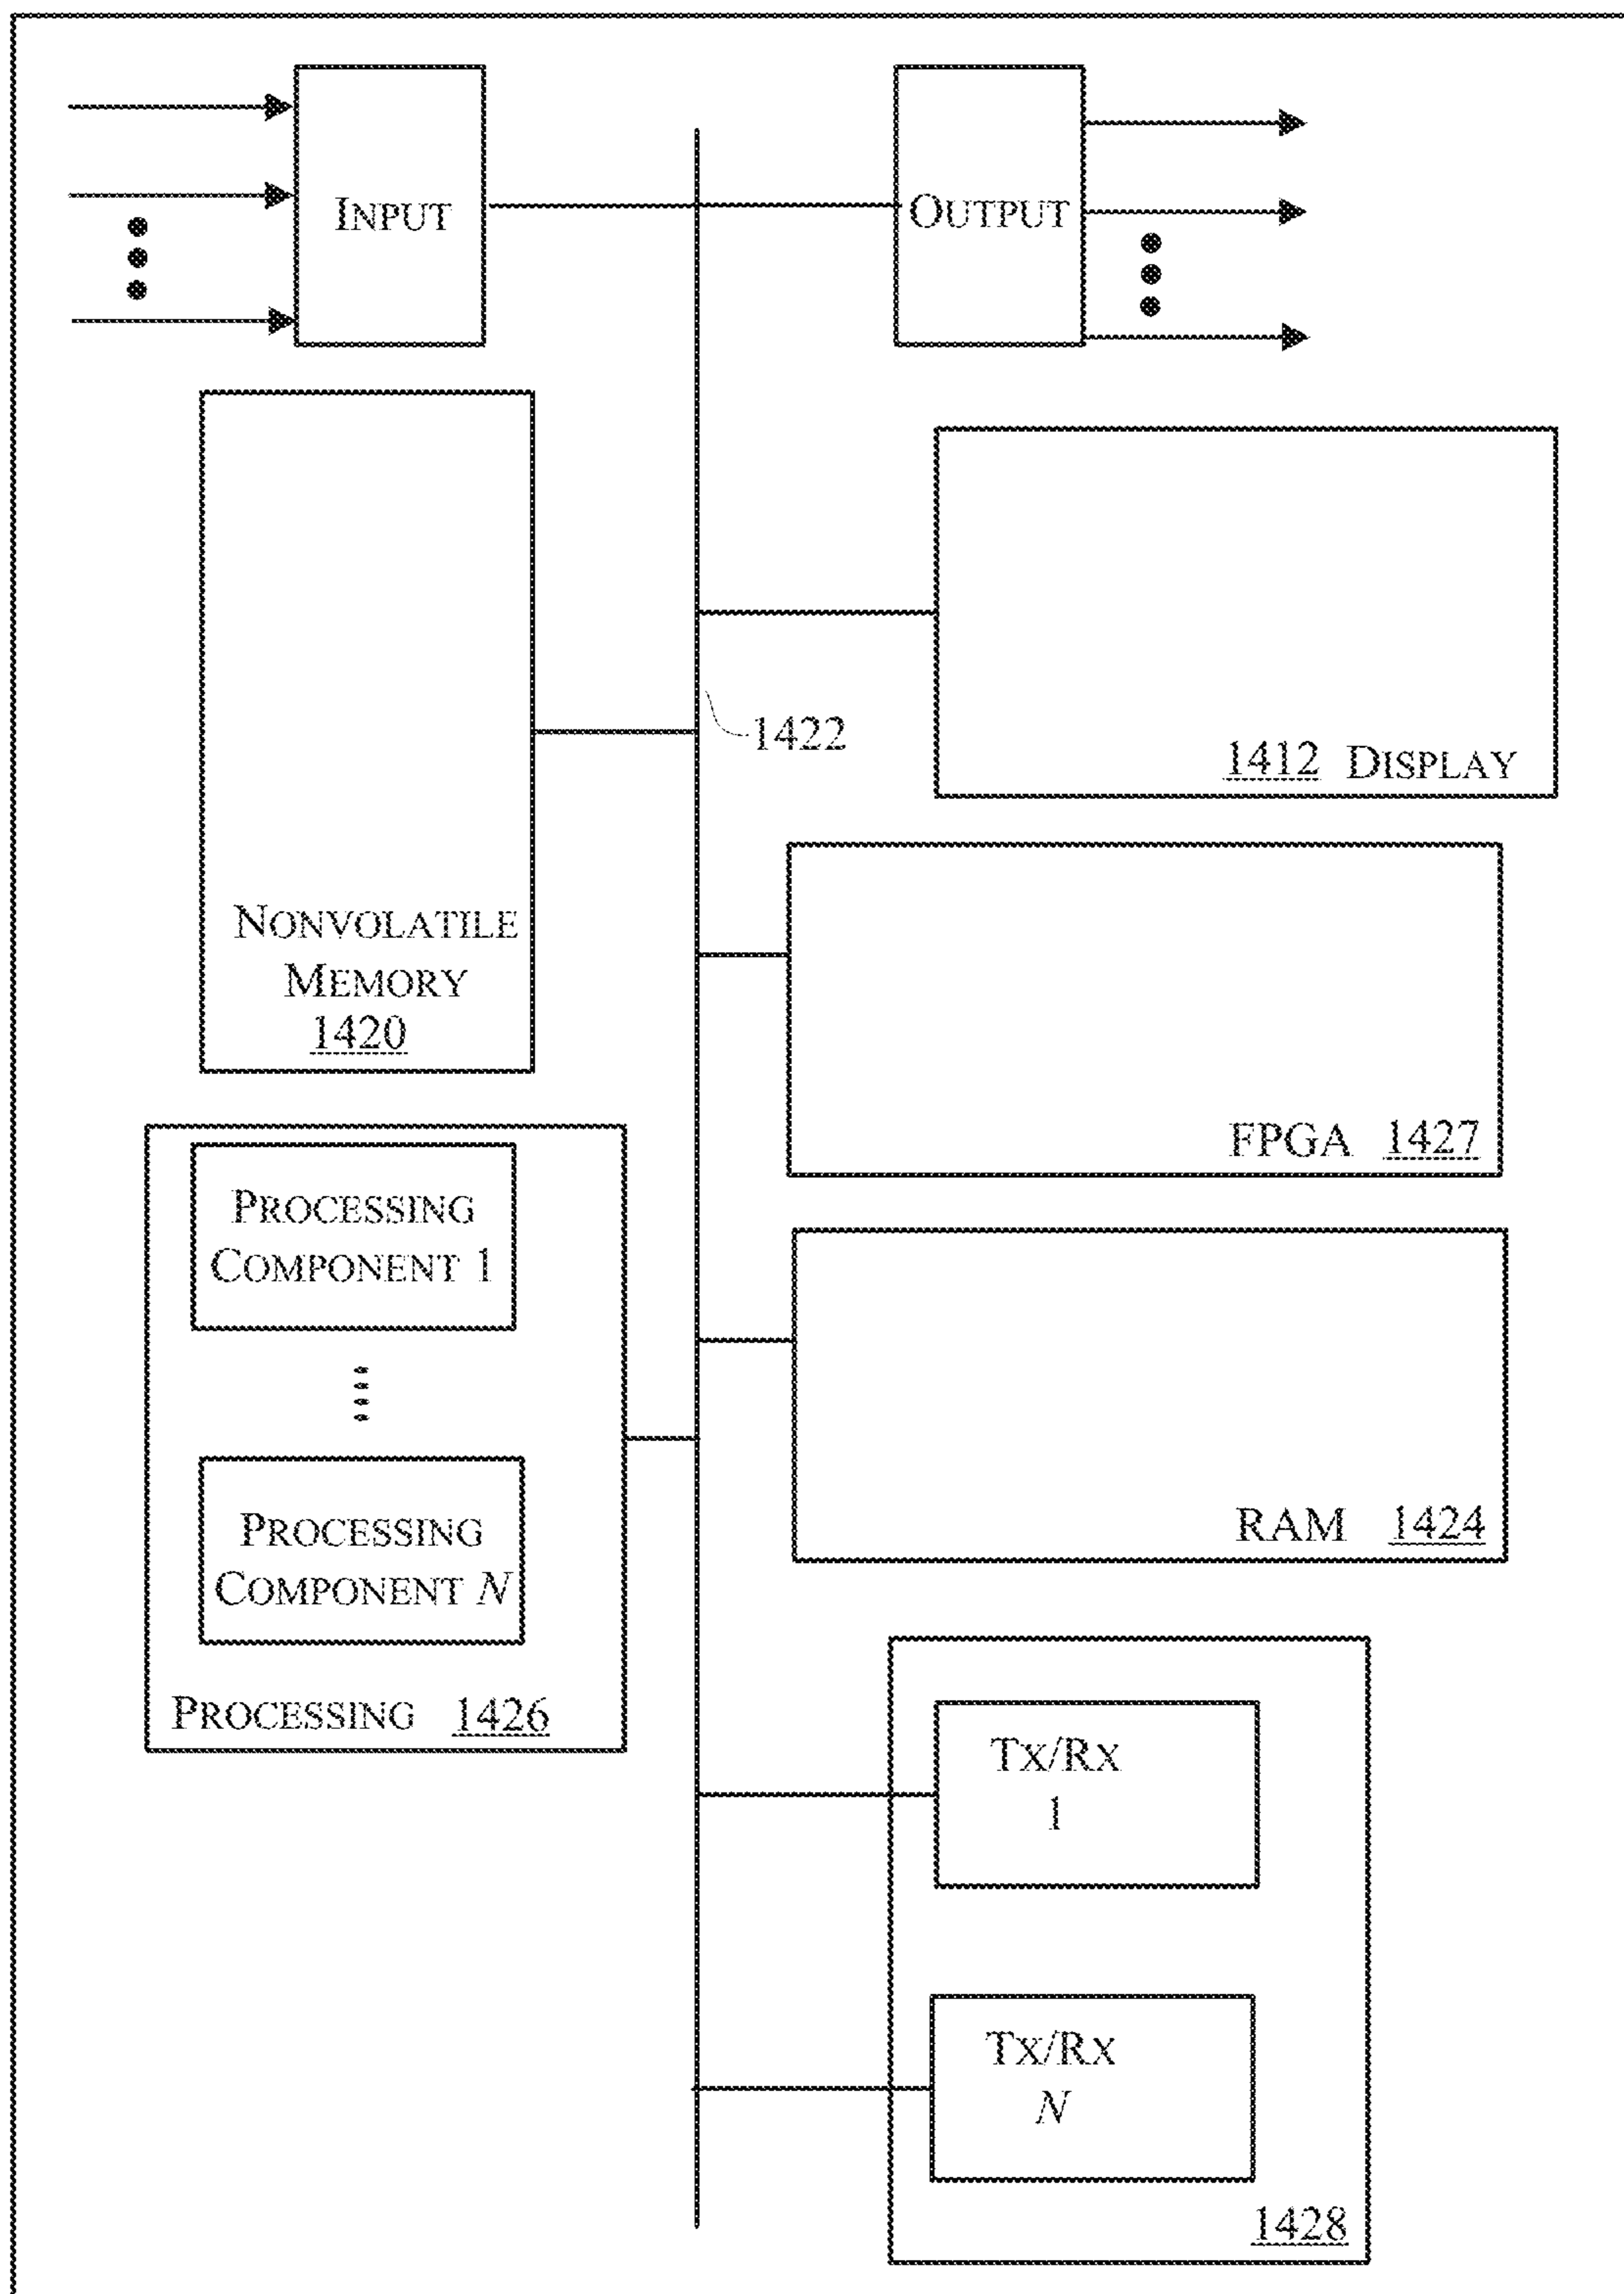 INPUT
OUTPUT
1422
1412 DISPLAY
NONVOLATILE
MEMORY
1420
FPGA 1427
PROCESSING
COMPONENT 1
PROCESSING
COMPONENT N
PROCESSING 1426
RAM 1424
TX/RX
1
TX/RX
N
1428